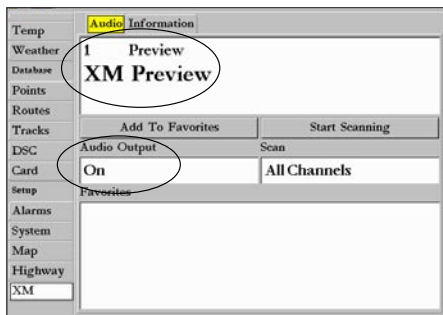 Temp
Weather
Database
Points
Routes
Tracks
DSC
Card
Setup
Alarms
System
Map
Highway
XM
Audio Information
1 Preview
XM Preview
Add To Favorites Start Scanning
Audio Output Scan
On All Channels
Favorites